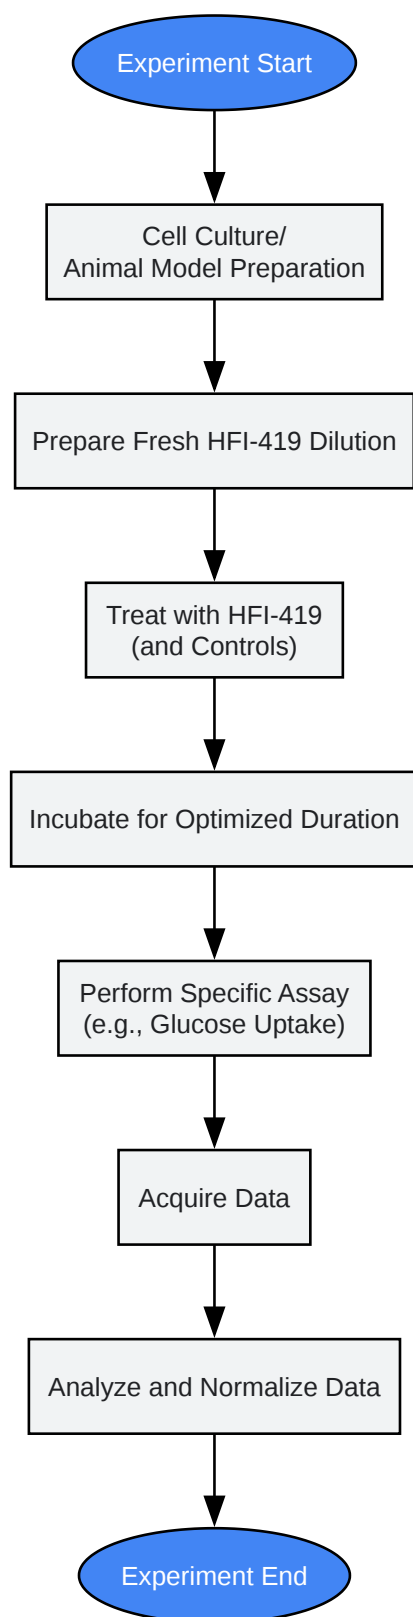 Experiment Start
Cell Culture/
Animal Model Preparation
Prepare Fresh HFI-419 Dilution
Treat with HFI-419
(and Controls)
Incubate for Optimized Duration
Perform Specific Assay
(e.g., Glucose Uptake)
Acquire Data
Analyze and Normalize Data
Experiment End